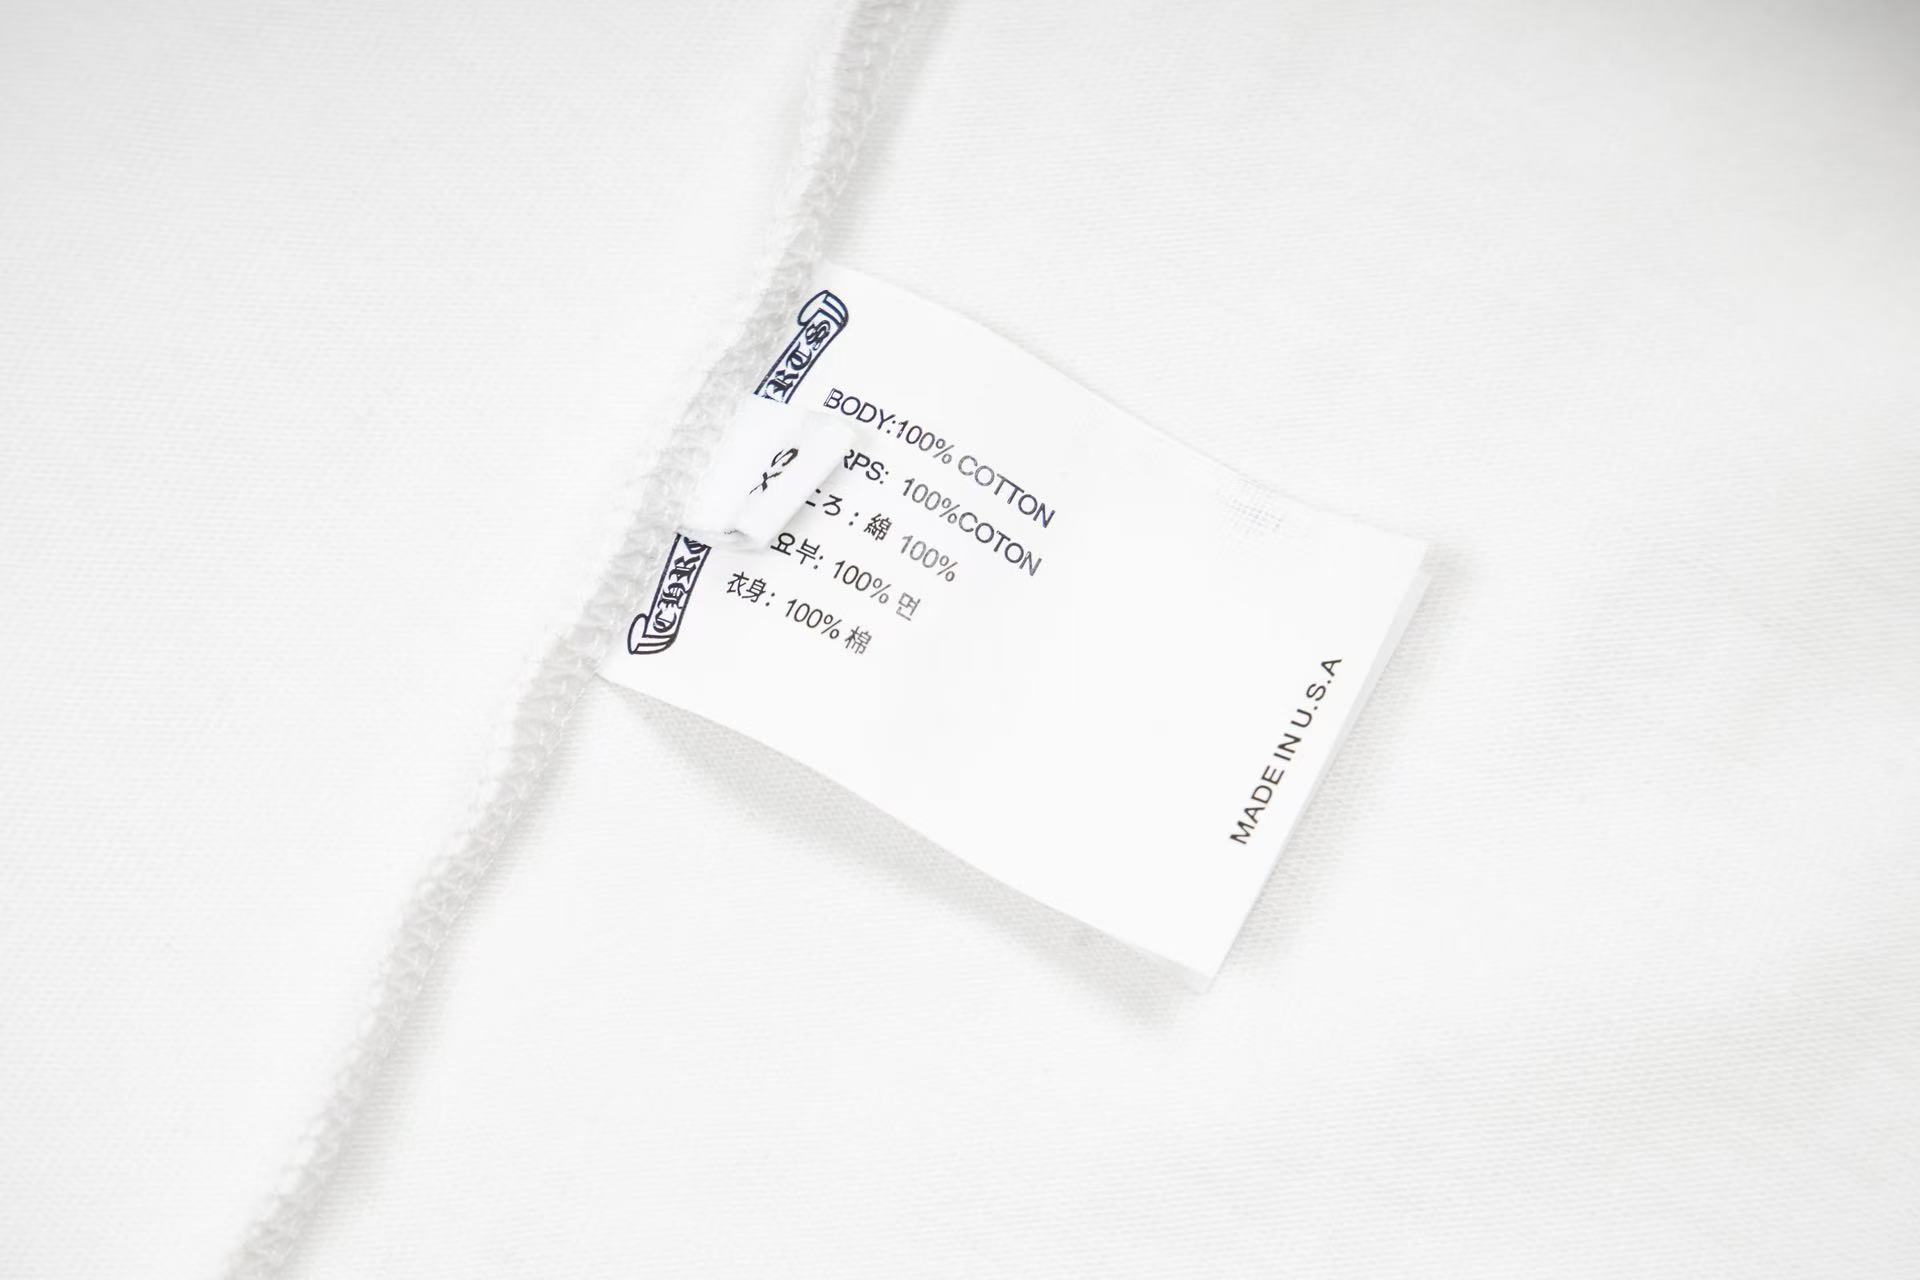 BODY:100% COTTON
RPS: 100%COTON
ころ：綿 100%
요부: 100% 면
衣身：100% 棉
XS
MADE IN U.S.A